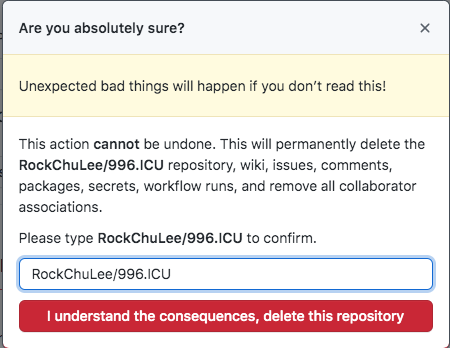 Are you absolutely sure?
Unexpected bad things will happen if you don’t read this!
This action cannot be undone. This will permanently delete the
RockChuLee/996.ICU repository, wiki, issues, comments,
packages, secrets, workflow runs, and remove all collaborator
associations.
Please type RockChuLee/996.ICU to confirm.
RockChuLee/996.ICU
I understand the consequences, delete this repository